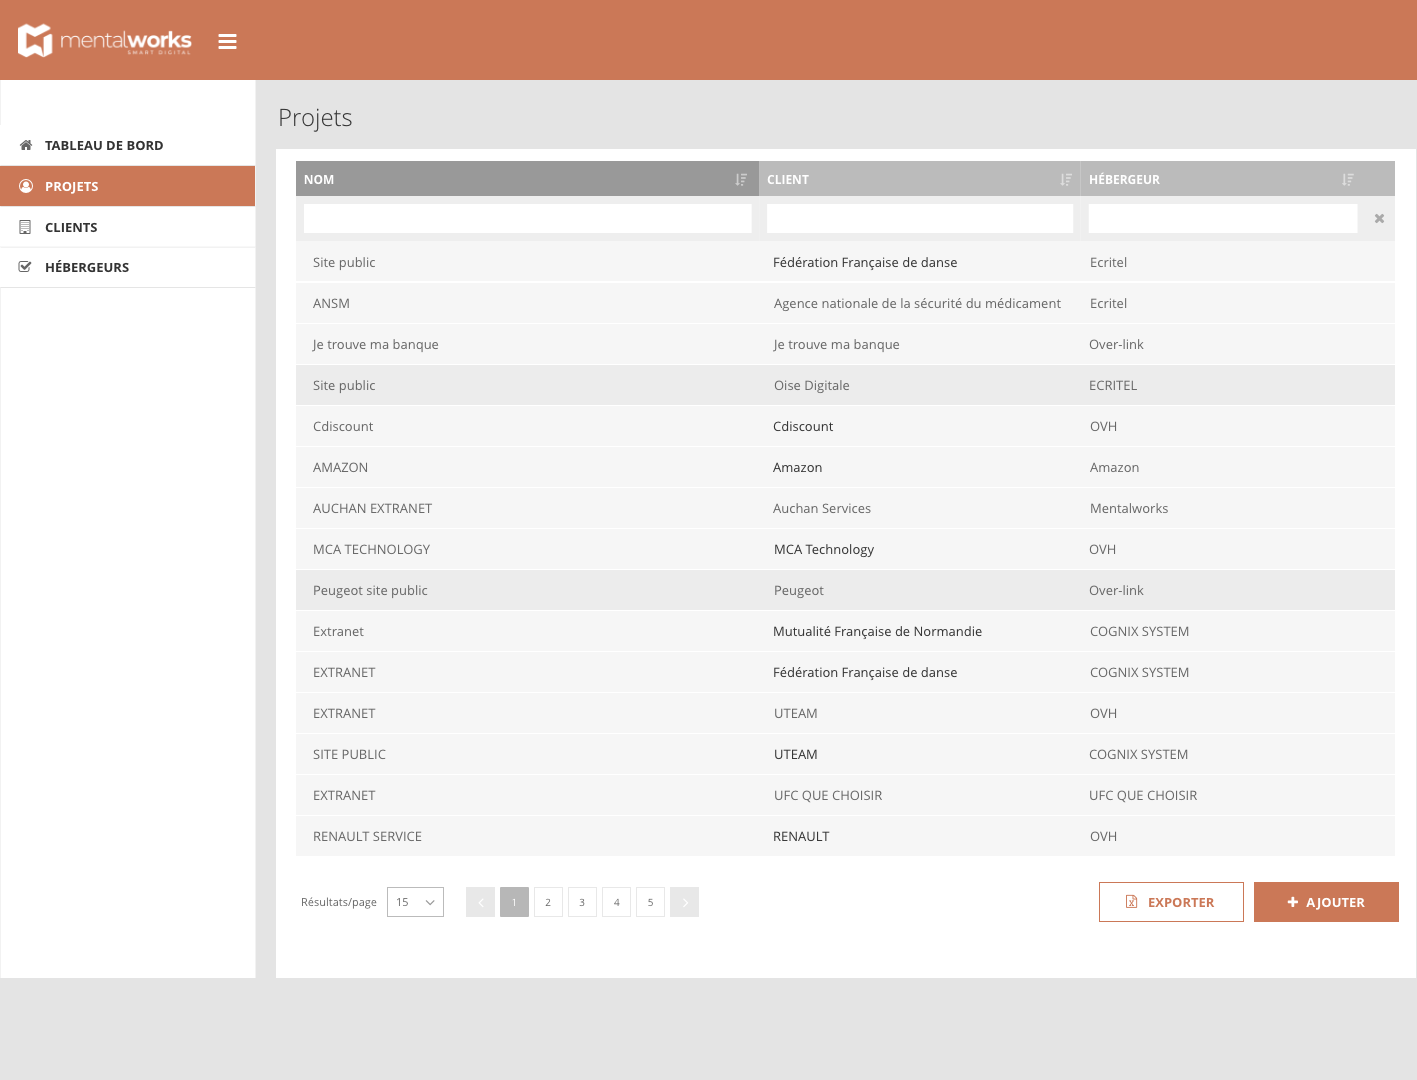 mentalworks
SMART DIGITAL
TABLEAU DE BORD
PROJETS
CLIENTS
HÉBERGEURS
Projets
NOM CLIENT HÉBERGEUR
Site public Fédération Française de danse Ecritel
ANSM Agence nationale de la sécurité du médicament Ecritel
Je trouve ma banque Je trouve ma banque Over-link
Site public Oise Digitale ECRITEL
Cdiscount Cdiscount OVH
AMAZON Amazon Amazon
AUCHAN EXTRANET Auchan Services Mentalworks
MCA TECHNOLOGY MCA Technology OVH
Peugeot site public Peugeot Over-link
Extranet Mutualité Française de Normandie COGNIX SYSTEM
EXTRANET Fédération Française de danse COGNIX SYSTEM
EXTRANET UTEAM OVH
SITE PUBLIC UTEAM COGNIX SYSTEM
EXTRANET UFC QUE CHOISIR UFC QUE CHOISIR
RENAULT SERVICE RENAULT OVH
Résultats/page 15 1 2 3 4 5 EXPORTER AJOUTER